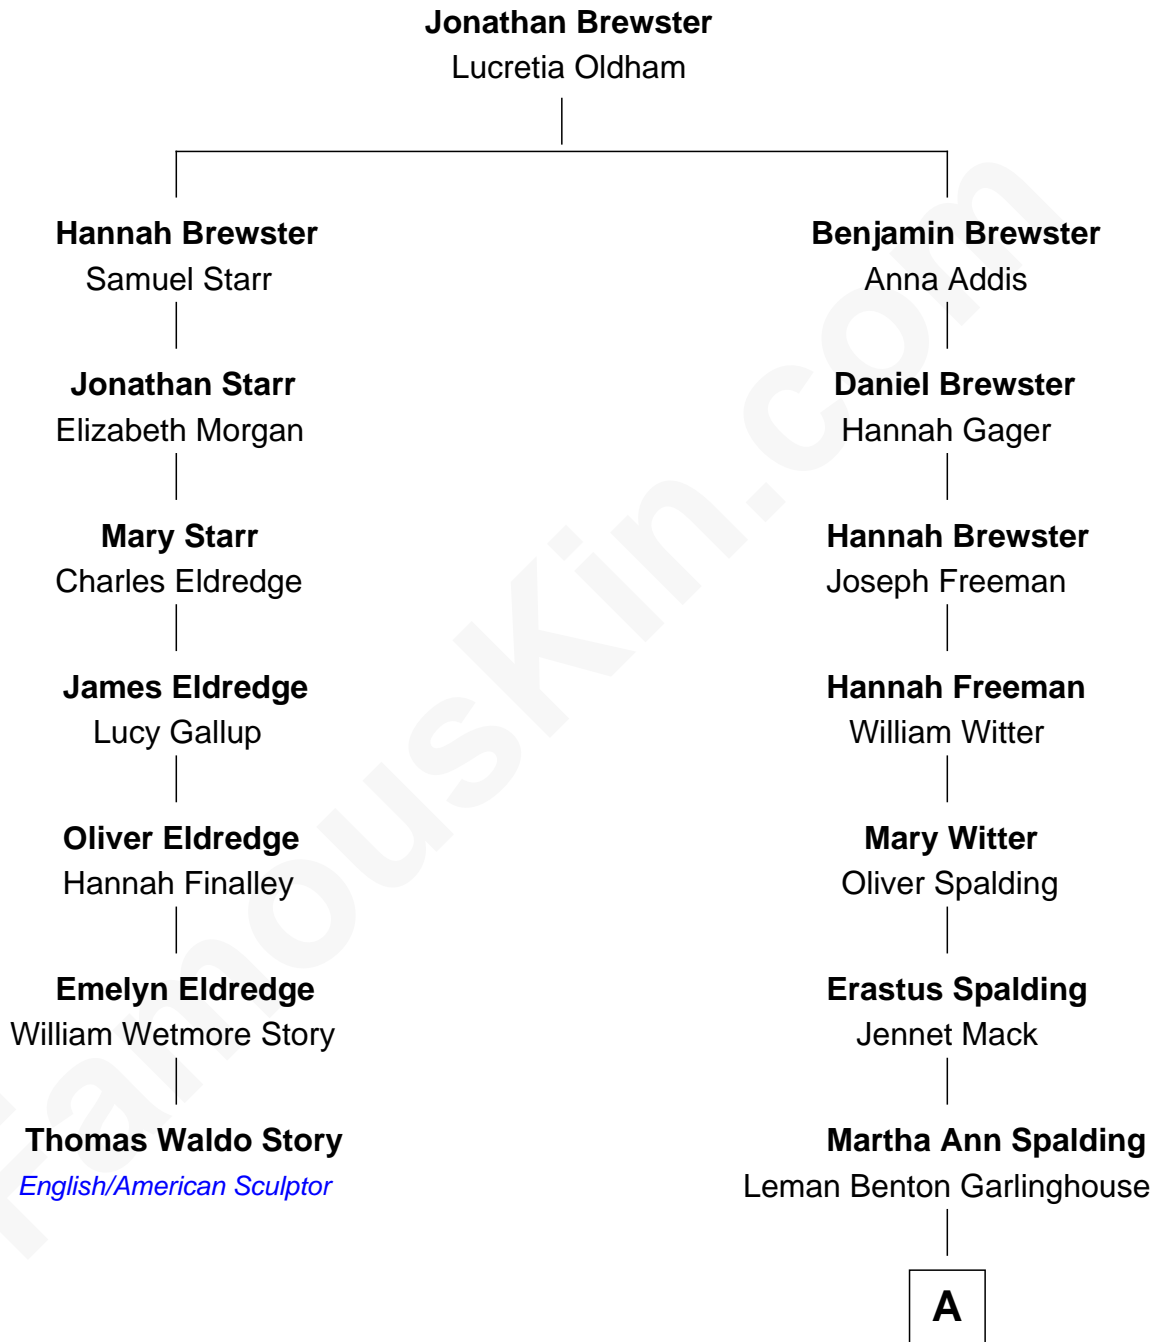 Jonathan Brewster
Lucretia Oldham
Hannah Brewster
Samuel Starr
Benjamin Brewster
Anna Addis
Jonathan Starr
Elizabeth Morgan
Daniel Brewster
Hannah Gager
Mary Starr
Charles Eldredge
Hannah Brewster
Joseph Freeman
James Eldredge
Lucy Gallup
Hannah Freeman
William Witter
Oliver Eldredge
Hannah Finalley
Mary Witter
Oliver Spalding
Emelyn Eldredge
William Wetmore Story
Erastus Spalding
Jennet Mack
Thomas Waldo Story
English/American Sculptor
Martha Ann Spalding
Leman Benton Garlinghouse
A
FamousKin.com